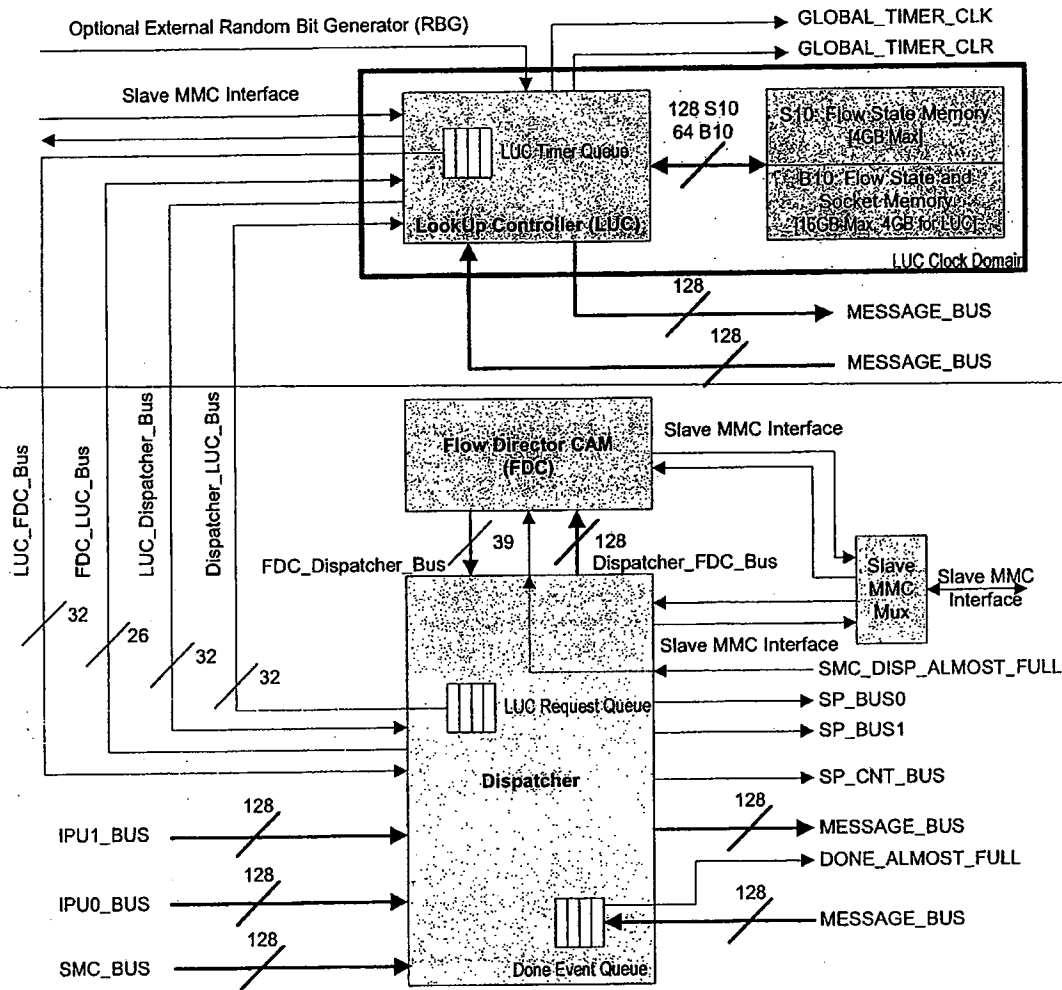 GLOBAL_TIMER_CLK
Optional External Random Bit Generator (RBG)
GLOBAL_TIMER_CLR
Slave MMC Interface
128 S10
64 B10
S10: Flow State Memory
[4GB Max]
LUC Timer Queue
B10: Flow State and
Socket Memory
[16GB Max, 4GB for LUC]
LookUp Controller (LUC)
LUC Clock Domain
128
MESSAGE_BUS
128
MESSAGE_BUS
LUC_FDC_Bus
FDC_LUC_Bus
LUC_Dispatcher_Bus
Dispatcher_LUC_Bus
Flow Director CAM
(FDC)
Slave MMC Interface
FDC_Dispatcher_Bus
39
128
Dispatcher_FDC_Bus
Slave
MMC
Mux
Slave MMC
Interface
32
26
32
32
Slave MMC Interface
SMC_DISP_ALMOST_FULL
LUC Request Queue
SP_BUS0
SP_BUS1
Dispatcher
SP_CNT_BUS
128
IPU1_BUS
128
MESSAGE_BUS
DONE_ALMOST_FULL
128
IPU0_BUS
128
MESSAGE_BUS
128
SMC_BUS
Done Event Queue